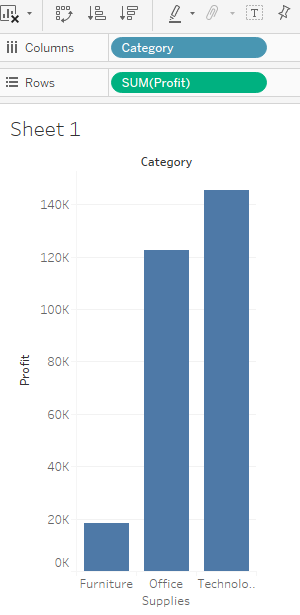 Columns
Category
Rows
SUM(Profit)
Sheet 1
Category
Profit
140K
120K
100K
80K
60K
40K
20K
0K
Furniture
Office
Supplies
Technolo..
T